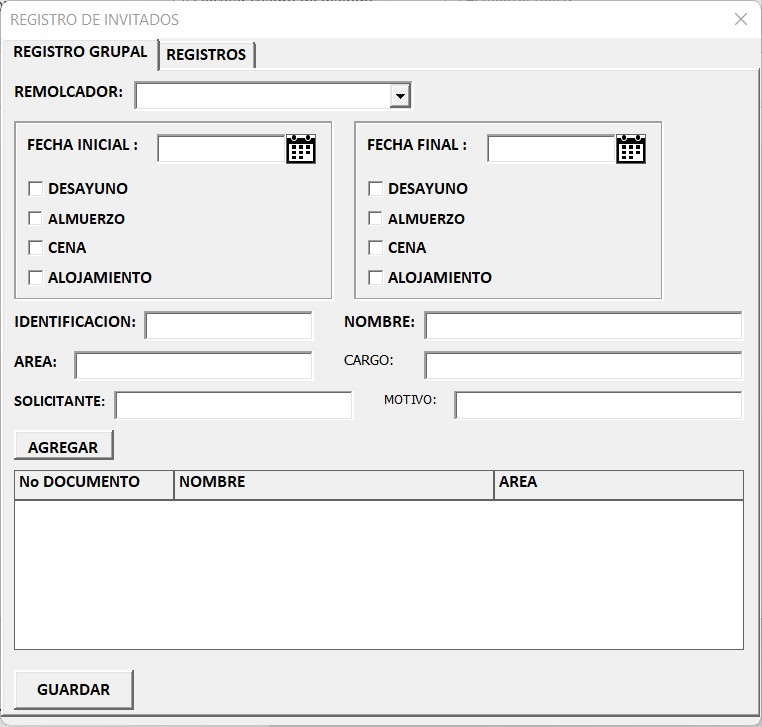 REGISTRO DE INVITADOS
REGISTRO GRUPAL REGISTROS
REMOLCADOR:
FECHA INICIAL : FECHA FINAL :
DESAYUNO DESAYUNO
ALMUERZO ALMUERZO
CENA CENA
ALOJAMIENTO ALOJAMIENTO
IDENTIFICACION: NOMBRE:
AREA: CARGO:
SOLICITANTE: MOTIVO:
AGREGAR
No DOCUMENTO NOMBRE AREA
GUARDAR